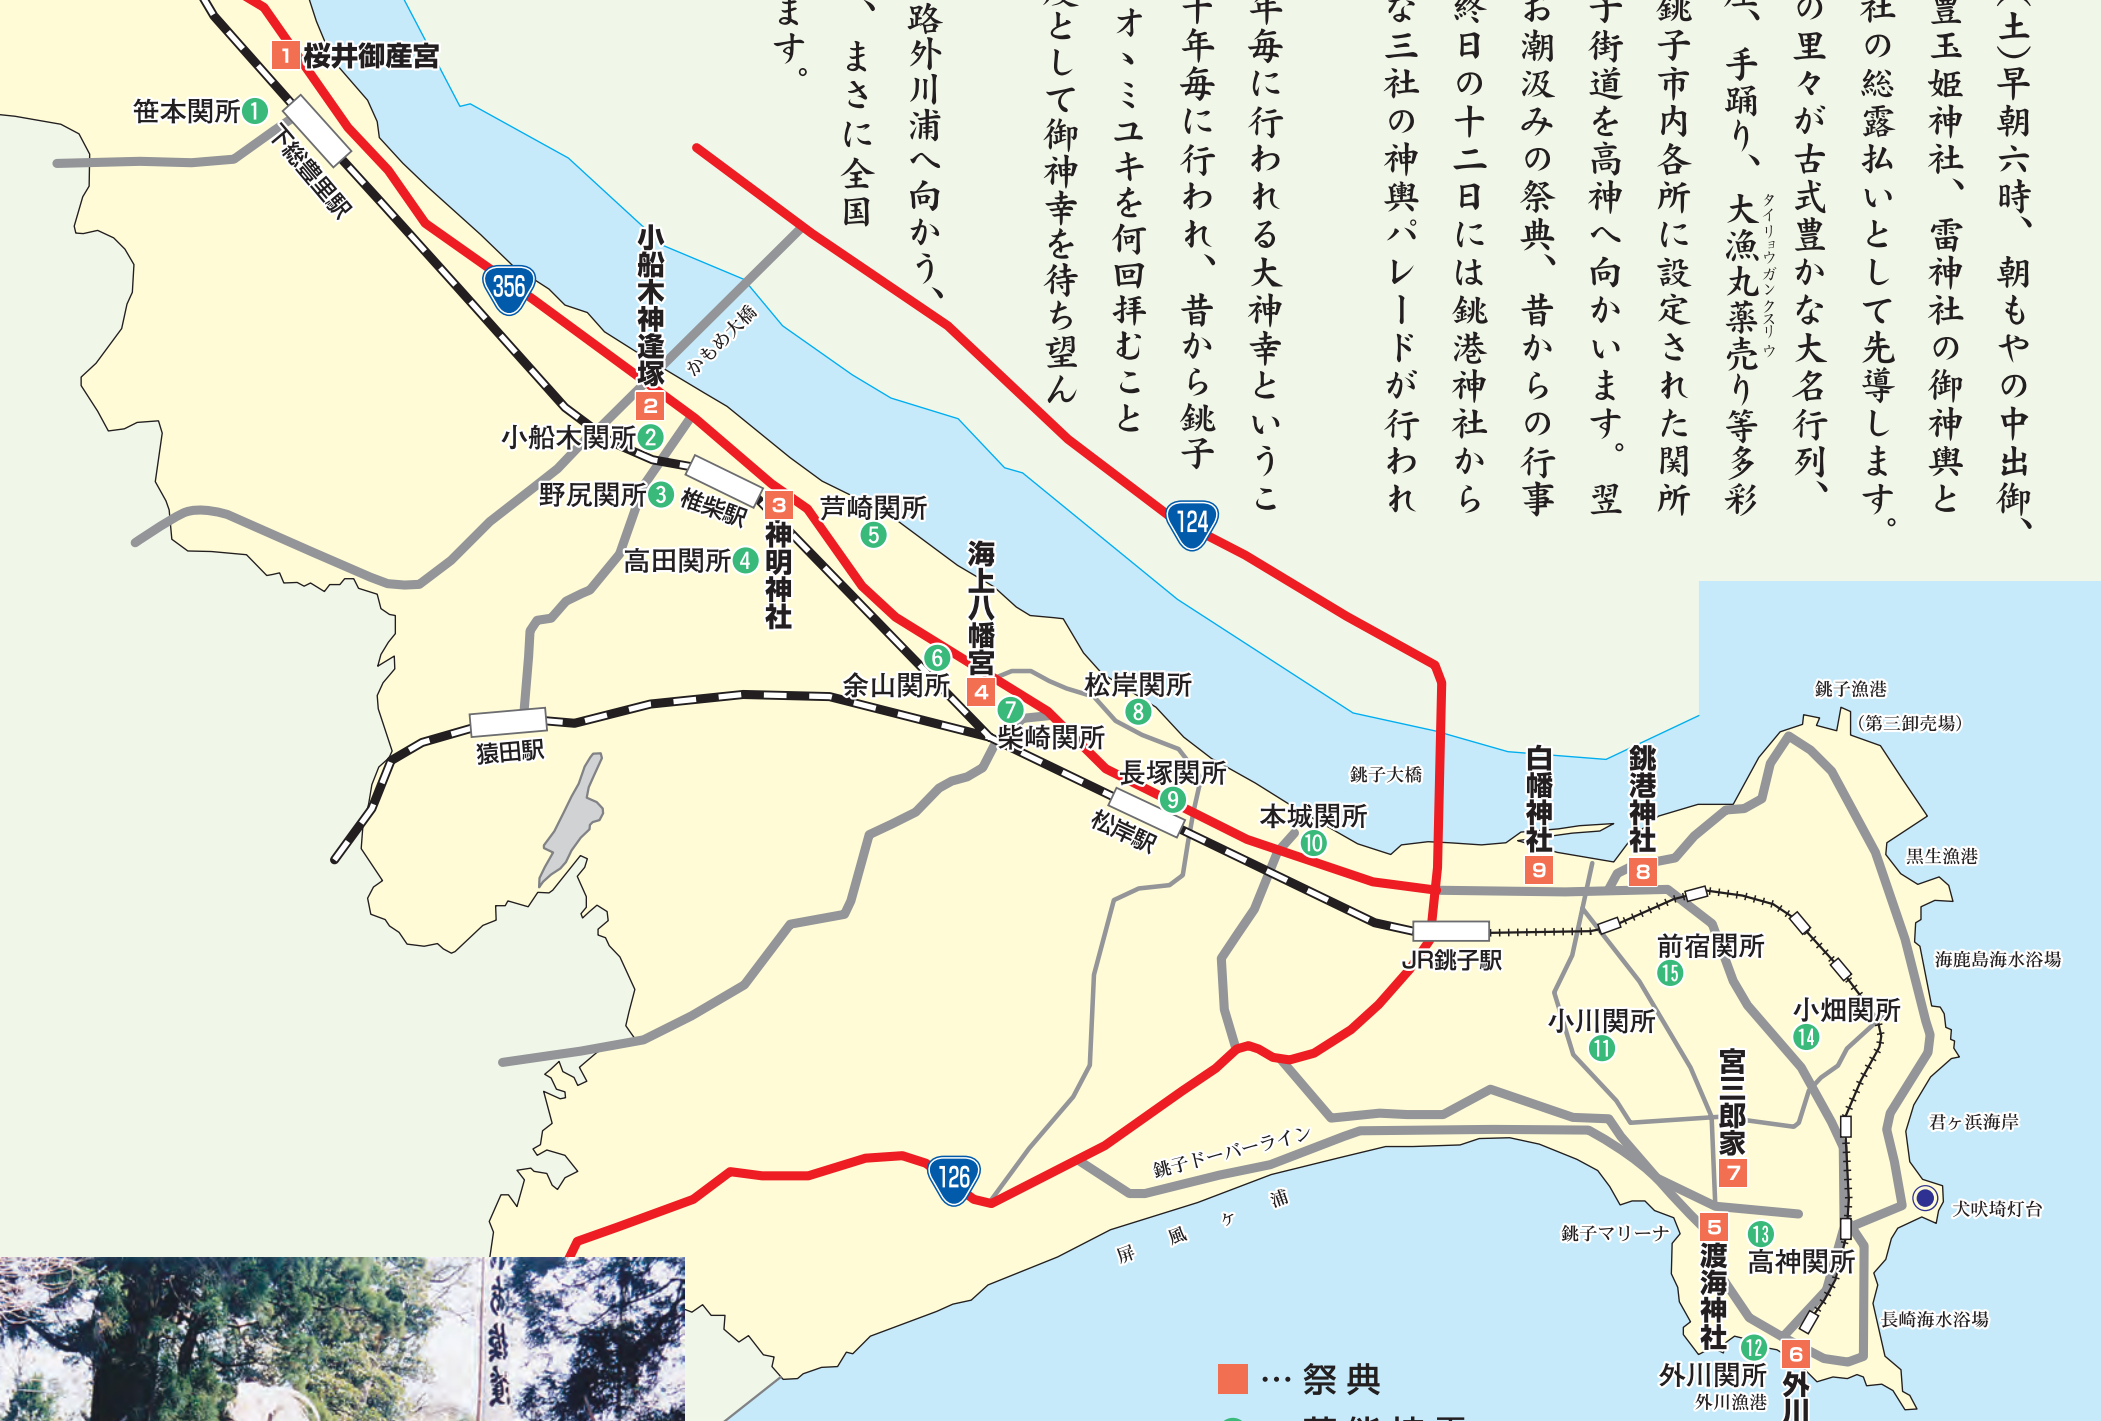 (土)早朝六時、朝もやの中出御、
豊玉姫神社、雷神社の御神輿と
社の総露払いとして先導します。
の里々が古式豊かな大名行列、
、手踊り、大漁丸薬売り等多彩
タイリョウガンクスリウ
銚子市内各所に設定された関所
子街道を高神へ向かいます。翌
お潮汲みの祭典、昔からの行事
終日の十二日には銚港神社から
な三社の神輿パレードが行われ
年毎に行われる大神幸というこ
十年毎に行われ、昔から銚子
オヽミユキを何回拝むこと
として御神幸を待ち望ん
路外川浦へ向かう、
、まさに全国
ます。
1 桜井御産宮
笹本関所 1
下総豊里駅
356
小船木神逢塚
2
かもめ大橋
小船木関所 2
野尻関所 3
椎柴駅
3
神明神社
芦崎関所
5
高田関所 4
124
海上八幡宮
4
6
余山関所
7
柴崎関所
松岸関所
8
猿田駅
長塚関所
9
松岸駅
本城関所
10
銚子大橋
白幡神社
9
銚港神社
8
銚子漁港
(第三卸売場)
黒生漁港
JR銚子駅
前宿関所
15
海鹿島海水浴場
小畑関所
14
小川関所
11
宮三郎家
7
君ヶ浜海岸
126
銚子ドーバーライン
屏風ヶ浦
犬吠埼灯台
銚子マリーナ
5
渡海神社
13
高神関所
長崎海水浴場
12
外川関所
外川漁港
6
外川
■…祭典